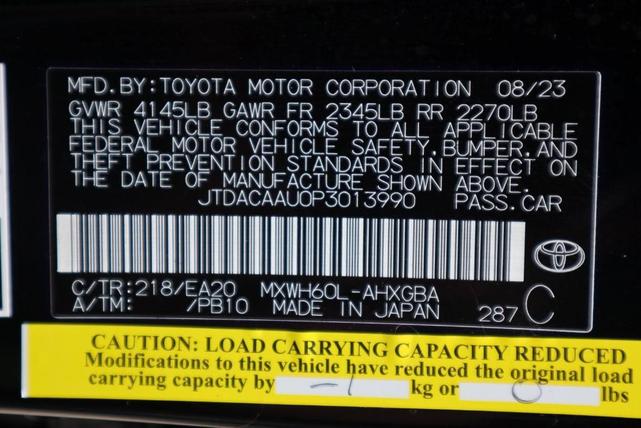 MFD.BY:TOYOTA MOTOR CORPORATION 08/23
GVWR 4145LB GAWR FR 2345LB RR 2270LB
THIS VEHICLE CONFORMS TO ALL APPLICABLE
FEDERAL MOTOR VEHICLE SAFETY,BUMPER,AND
THEFT PREVENTION STANDARDS IN EFFECT ON
THE DATE OF MANUFACTURE SHOWN ABOVE.
JTDACAAU0P3013990 PASS.CAR
C/TR:218/EA20 MXWH60L-AHXGBA
A/TM: /PB10 MADE IN JAPAN 287 C
CAUTION: LOAD CARRYING CAPACITY REDUCED
Modifications to this vehicle have reduced the original load
carrying capacity by -1 kg or 0 lbs